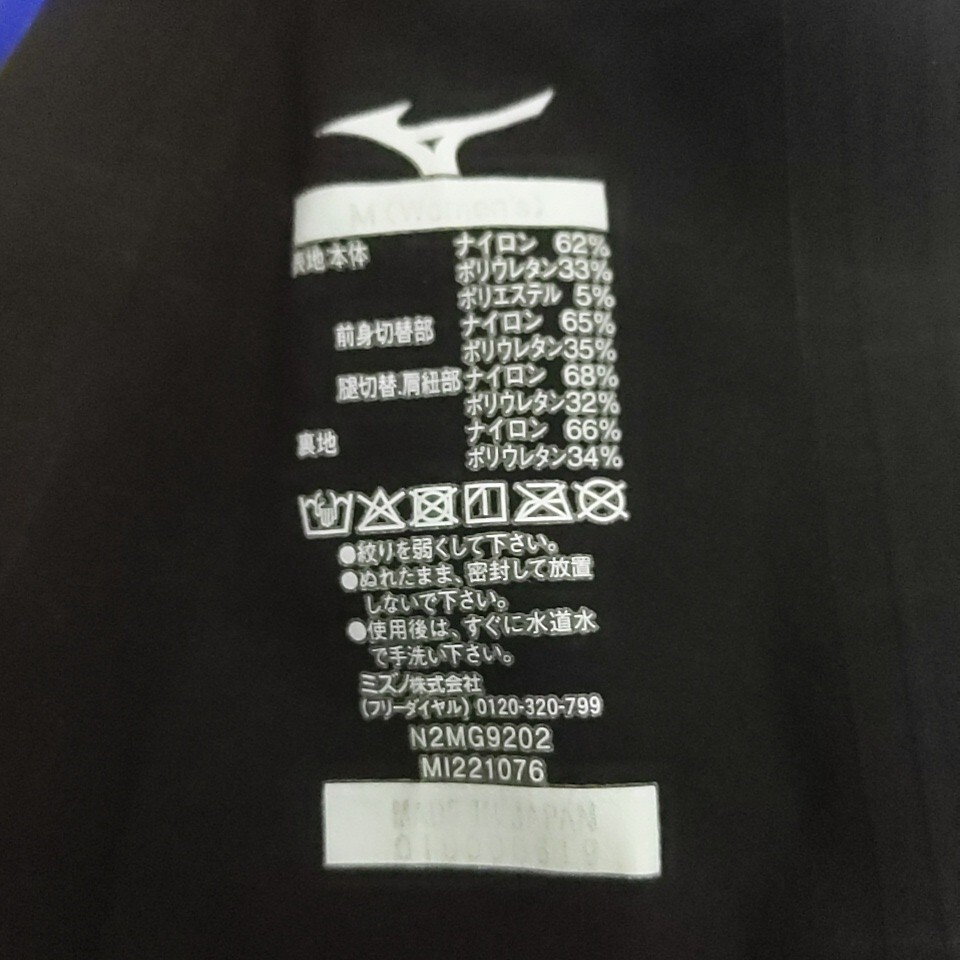 M (Women's)
表地 本体 ナイロン 62%
ポリウレタン33%
ポリエステル 5%
前身切替部 ナイロン 65%
ポリウレタン35%
腿切替.肩紐部 ナイロン 68%
ポリウレタン32%
裏地 ナイロン 66%
ポリウレタン34%
●絞りを弱くして下さい。
●ぬれたまま、密封して放置
しないで下さい。
●使用後は、すぐに水道水
で手洗い下さい。
ミズノ株式会社
(フリーダイヤル) 0120-320-799
N2MG9202
MI221076
MADE IN JAPAN